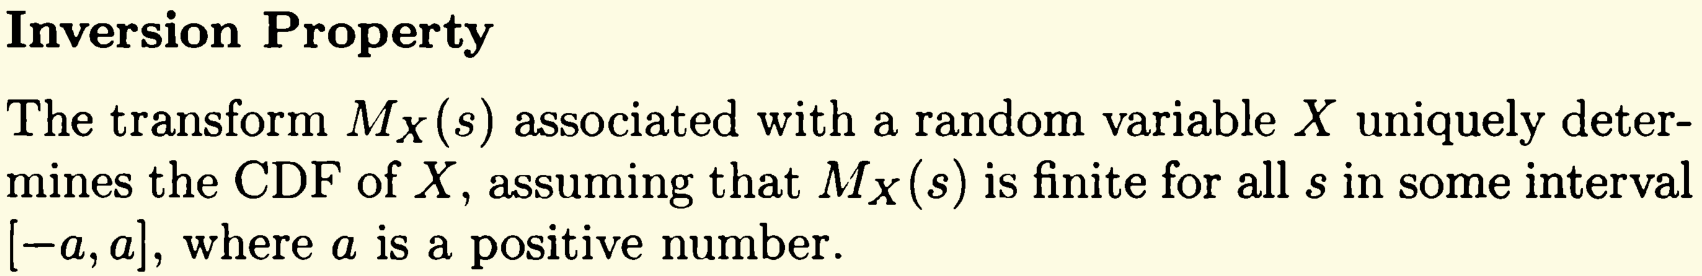 Inversion Property
The transform M_X(s) associated with a random variable X uniquely deter-
mines the CDF of X, assuming that M_X(s) is finite for all s in some interval
[−a, a], where a is a positive number.